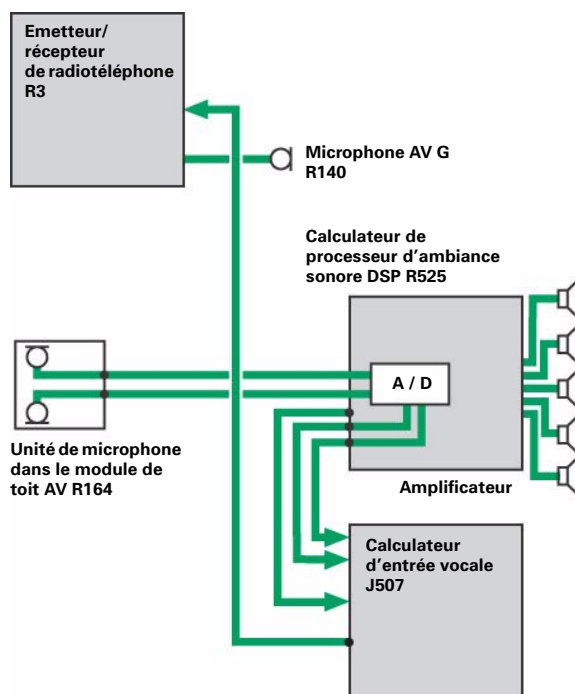 Emetteur/
récepteur
de radiotéléphone
R3
Microphone AV G
R140
Calculateur de
processeur d'ambiance
sonore DSP R525
A / D
Unité de microphone
dans le module de
toit AV R164
Amplificateur
Calculateur
d'entrée vocale
J507